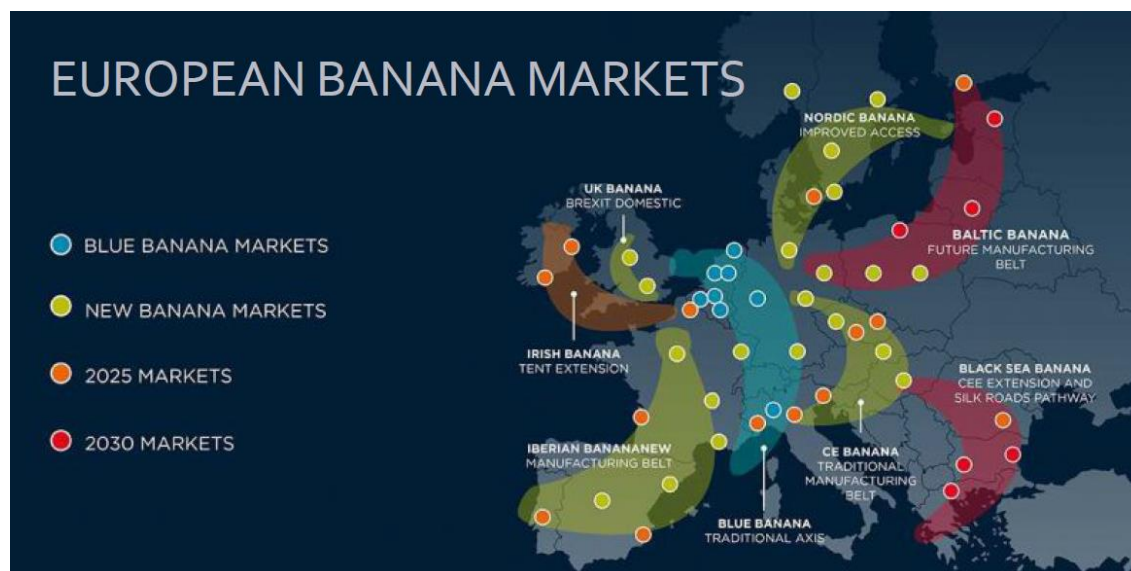 EUROPEAN BANANA MARKETS
BLUE BANANA MARKETS
NEW BANANA MARKETS
2025 MARKETS
2030 MARKETS
NORDIC BANANA
IMPROVED ACCESS
UK BANANA
BREXIT DOMESTIC
BALTIC BANANA
FUTURE MANUFACTURING
BELT
IRISH BANANA
TENT EXTENSION
BLACK SEA BANANA
CEE EXTENSION AND
SILK ROADS PATHWAY
IBERIAN BANANANEW
MANUFACTURING BELT
CE BANANA
TRADITIONAL
MANUFACTURING
BELT
BLUE BANANA
TRADITIONAL AXIS